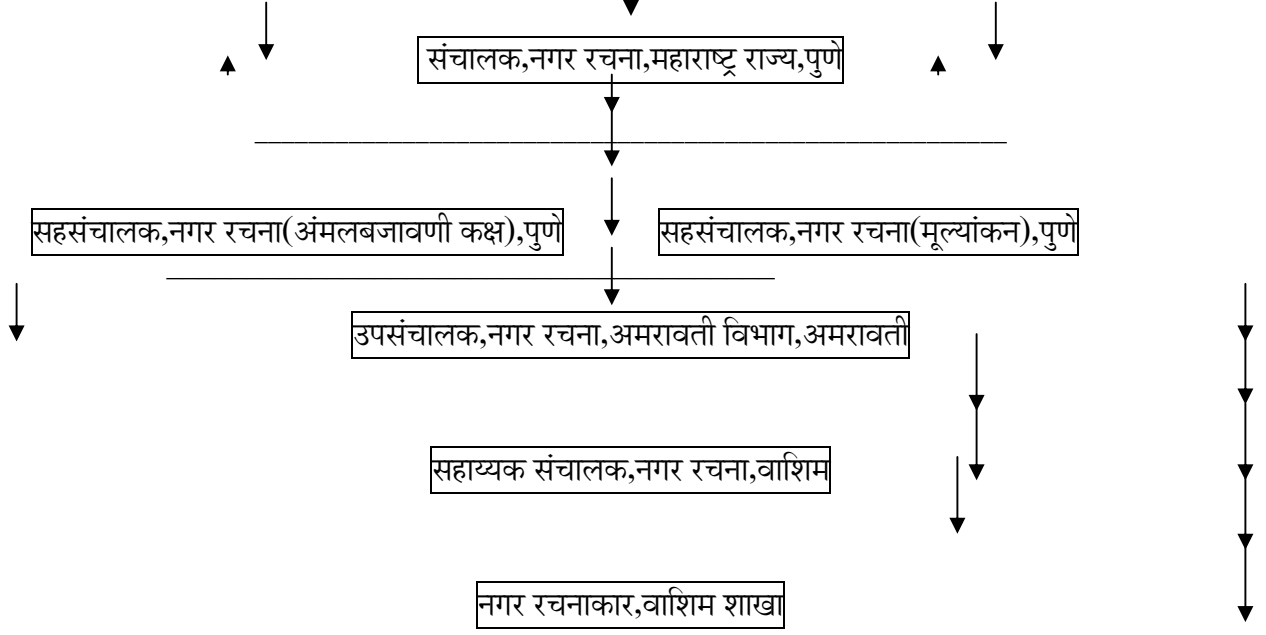 संचालक,नगर रचना,महाराष्ट्र राज्य,पुणे
सहसंचालक,नगर रचना(अंमलबजावणी कक्ष),पुणे
सहसंचालक,नगर रचना(मूल्यांकन),पुणे
उपसंचालक,नगर रचना,अमरावती विभाग,अमरावती
सहाय्यक संचालक,नगर रचना,वाशिम
नगर रचनाकार,वाशिम शाखा